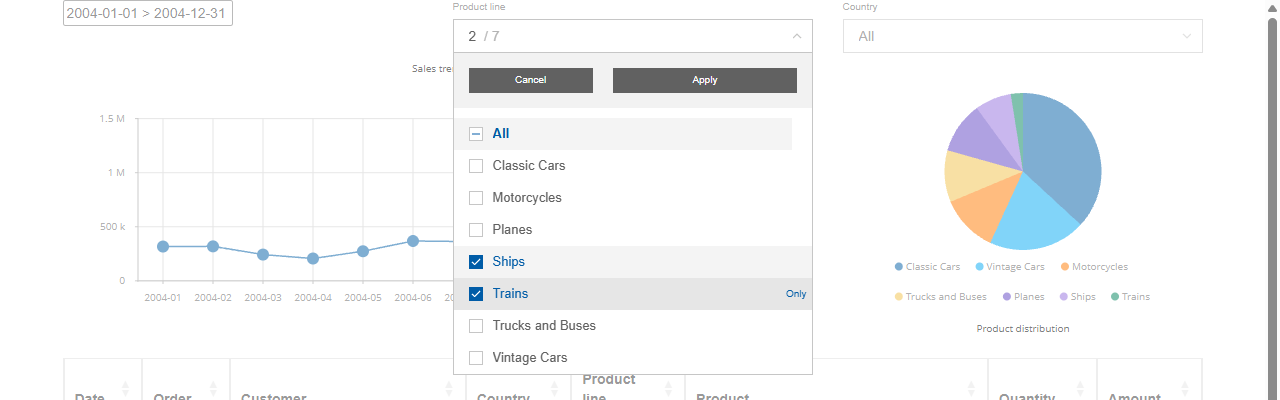 2004-01-01 > 2004-12-31
Product line
Country
2 / 7
All
Sales tre
Cancel
Apply
All
Classic Cars
Motorcycles
Planes
Ships
Trains
Only
Trucks and Buses
Vintage Cars
1.5 M
1 M
500 k
0
2004-01 2004-02 2004-03 2004-04 2004-05 2004-06 20
Classic Cars Vintage Cars Motorcycles
Trucks and Buses Planes Ships Trains
Product distribution
Date Order Customer Country Product line Product Quantity Amount